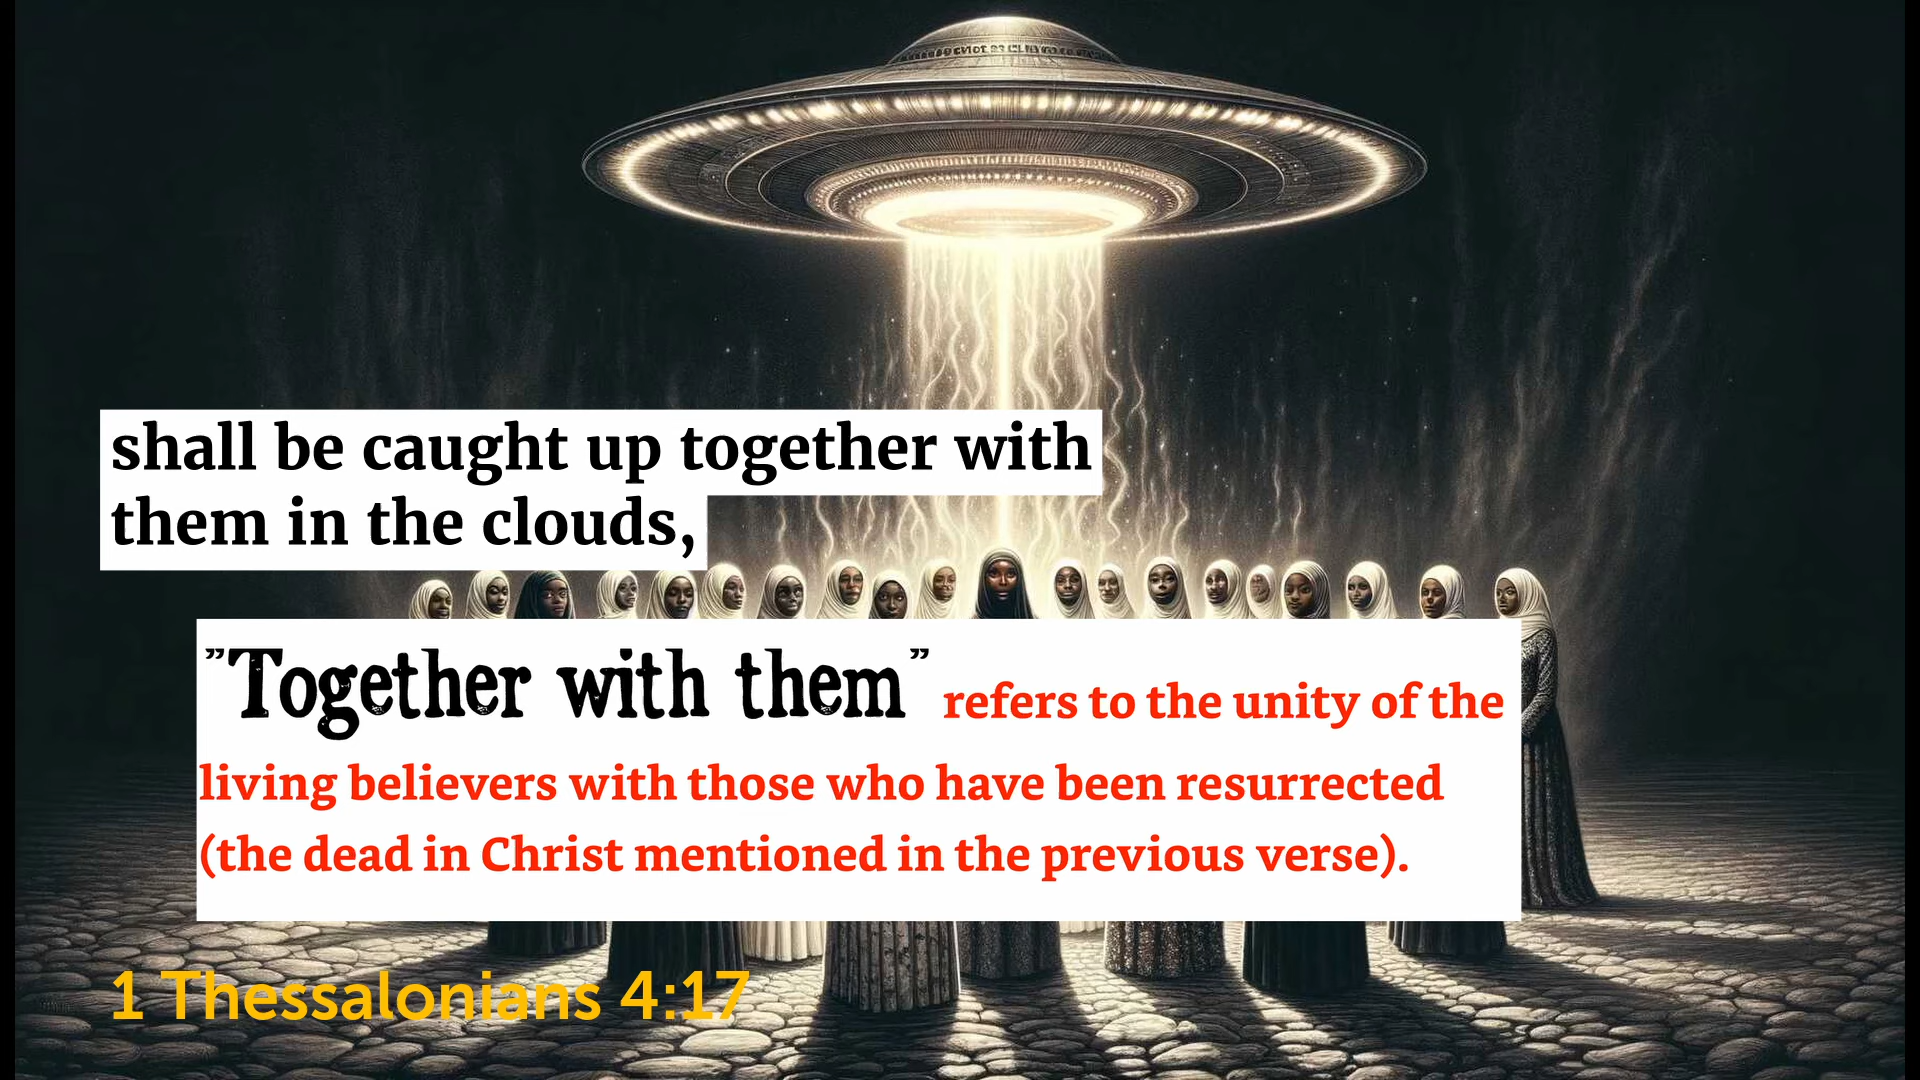 shall be caught up together with
them in the clouds,
"Together with them" refers to the unity of the
living believers with those who have been resurrected
(the dead in Christ mentioned in the previous verse).
1 Thessalonians 4:17